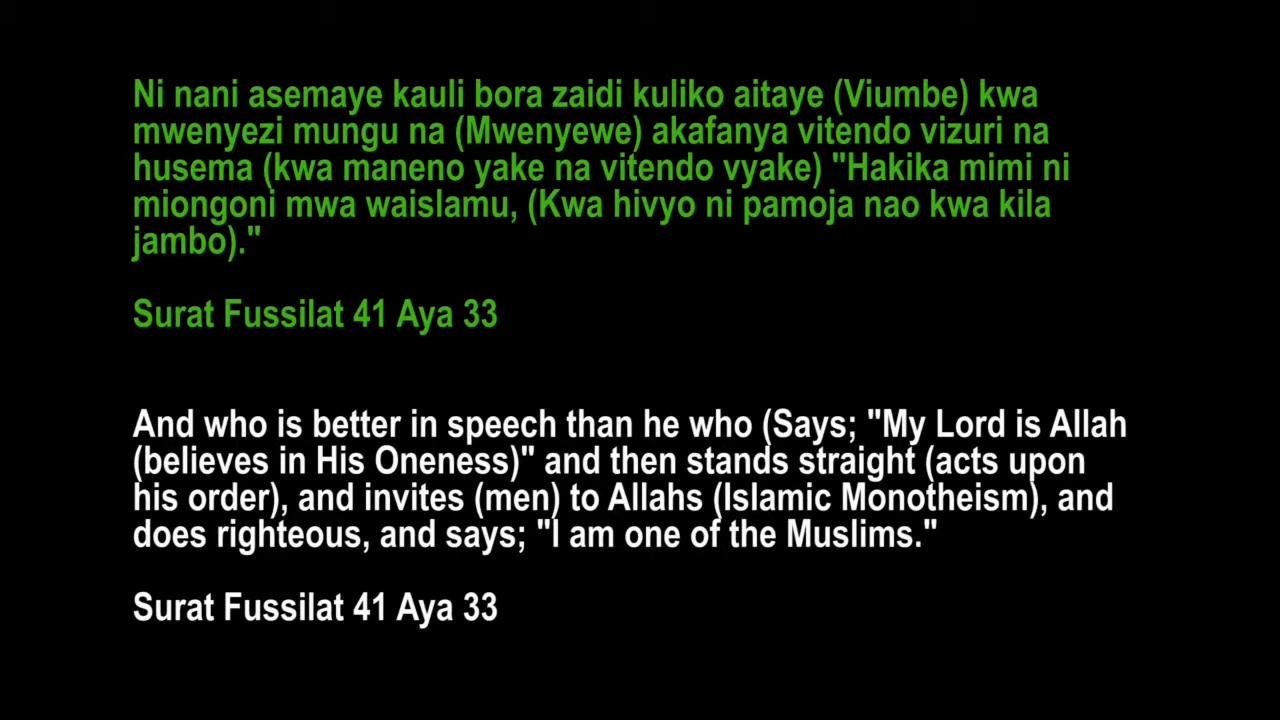 Ni nani asemaye kauli bora zaidi kuliko aitaye (Viumbe) kwa
mwenyezi mungu na (Mwenyewe) akafanya vitendo vizuri na
husema (kwa maneno yake na vitendo vyake) "Hakika mimi ni
miongoni mwa waislamu, (Kwa hivyo ni pamoja nao kwa kila
jambo)."
Surat Fussilat 41 Aya 33
And who is better in speech than he who (Says; "My Lord is Allah
(believes in His Oneness)" and then stands straight (acts upon
his order), and invites (men) to Allahs (Islamic Monotheism), and
does righteous, and says; "I am one of the Muslims."
Surat Fussilat 41 Aya 33